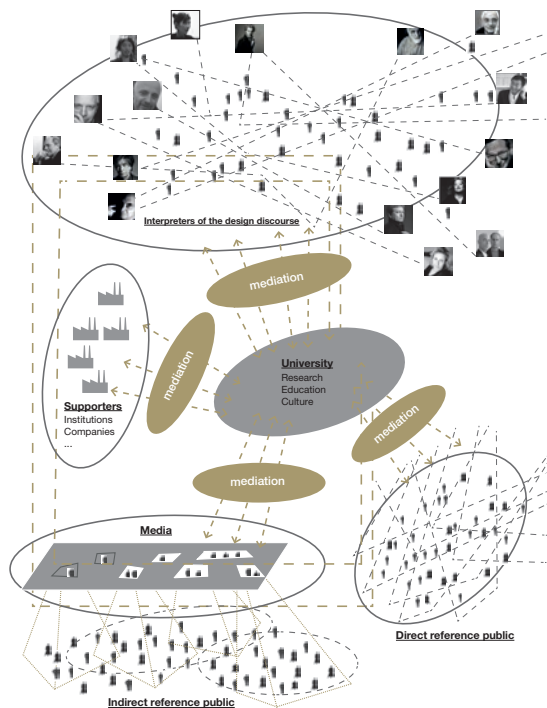 Interpreters of the design discourse
mediation
mediation
University
Research
Education
Culture
Supporters
Institutions
Companies
...
mediation
mediation
Media
Direct reference public
Indirect reference public